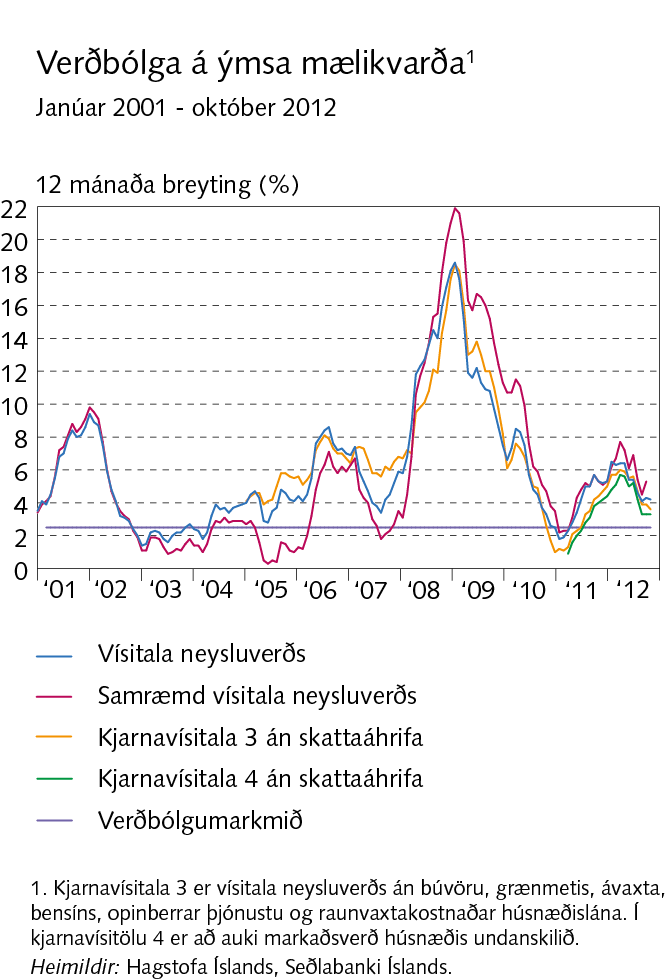 Verðbólga á ýmsa mælikvarða¹
Janúar 2001 - október 2012
12 mánaða breyting (%)
22
20
18
16
14
12
10
8
6
4
2
0
‘01 ‘02 ‘03 ‘04 ‘05 ‘06 ‘07 ‘08 ‘09 ‘10 ‘11 ‘12
Vísitala neysluverðs
Samræmd vísitala neysluverðs
Kjarnavísitala 3 án skattaáhrifa
Kjarnavísitala 4 án skattaáhrifa
Verðbólgumarkmið
1. Kjarnavísitala 3 er vísitala neysluverðs án búvöru, grænmetis, ávaxta,
bensíns, opinberrar þjónustu og raunvaxtakostnaðar húsnæðislána. Í
kjarnavísitölu 4 er að auki markaðsverð húsnæðis undanskilið.
Heimildir: Hagstofa Íslands, Seðlabanki Íslands.